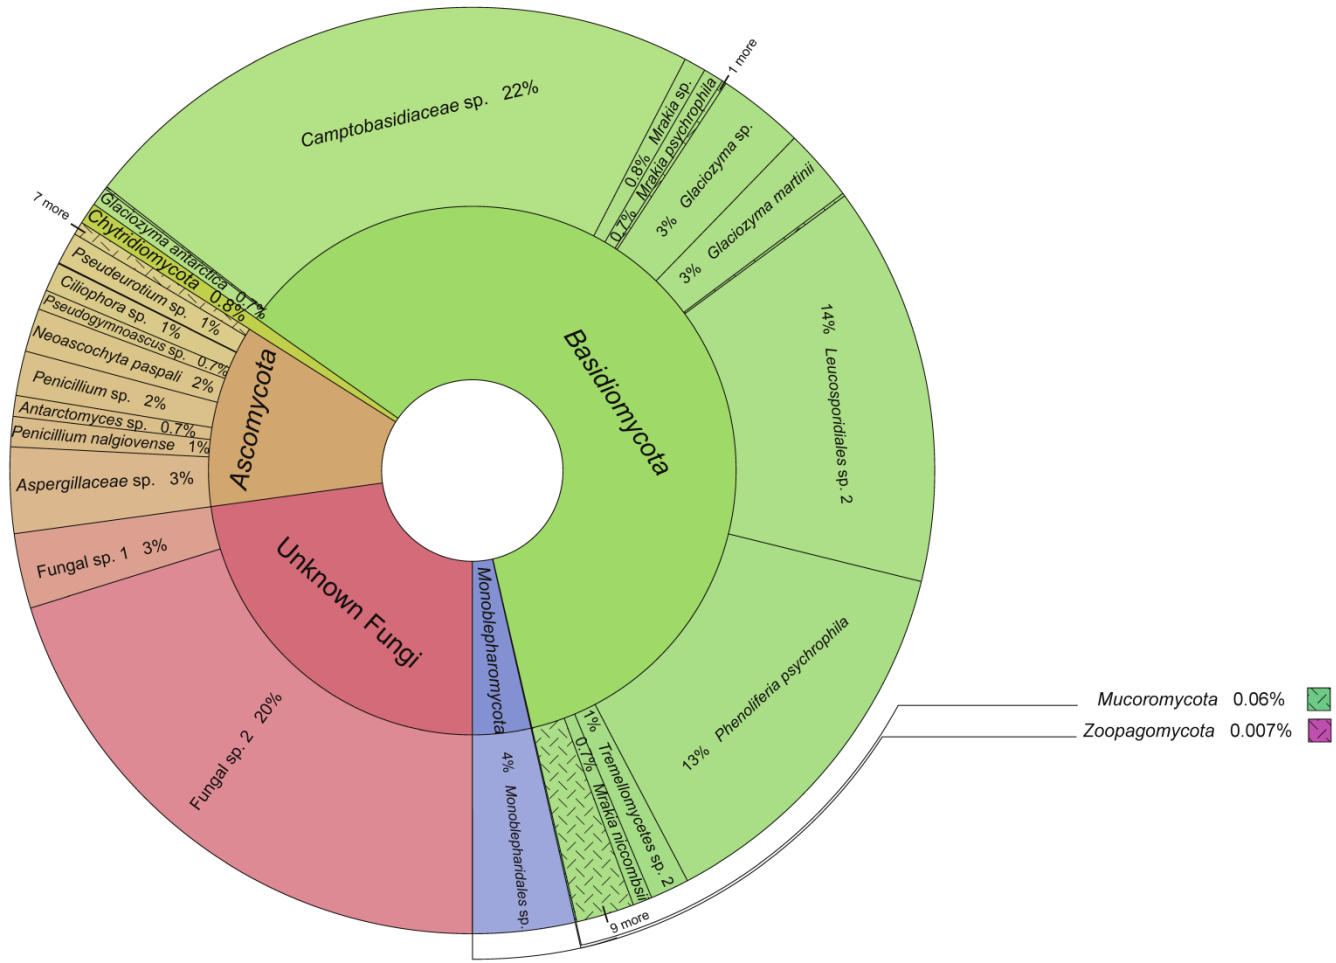 Camptobasidiaceae sp. 22%
0.8% Mrakia sp.
0.7% Mrakia psychrophila
1 more
3% Glaciozyma sp.
3% Glaciozyma martinii
14% Leucosporidiales sp. 2
13% Phenoliferia psychrophila
1% Tremellomycetes sp. 2
0.7% Mrakia niccombsii
9 more
4% Monoblepharidales sp.
Fungal sp. 2 20%
Fungal sp. 1 3%
Aspergillaceae sp. 3%
Penicillium nalgiovense 1%
Antarctomyces sp. 0.7%
Penicillium sp. 2%
Neoascochyta paspali 2%
Pseudogymnoascus sp. 0.7%
Ciliophora sp. 1%
Pseudeurotium sp. 1%
7 more
Chytridiomycota 0.8%
Glaciozyma antarctica 0.7%
Basidiomycota
Ascomycota
Unknown Fungi
Monoblepharomycota
Mucoromycota 0.06%
Zoopagomycota 0.007%